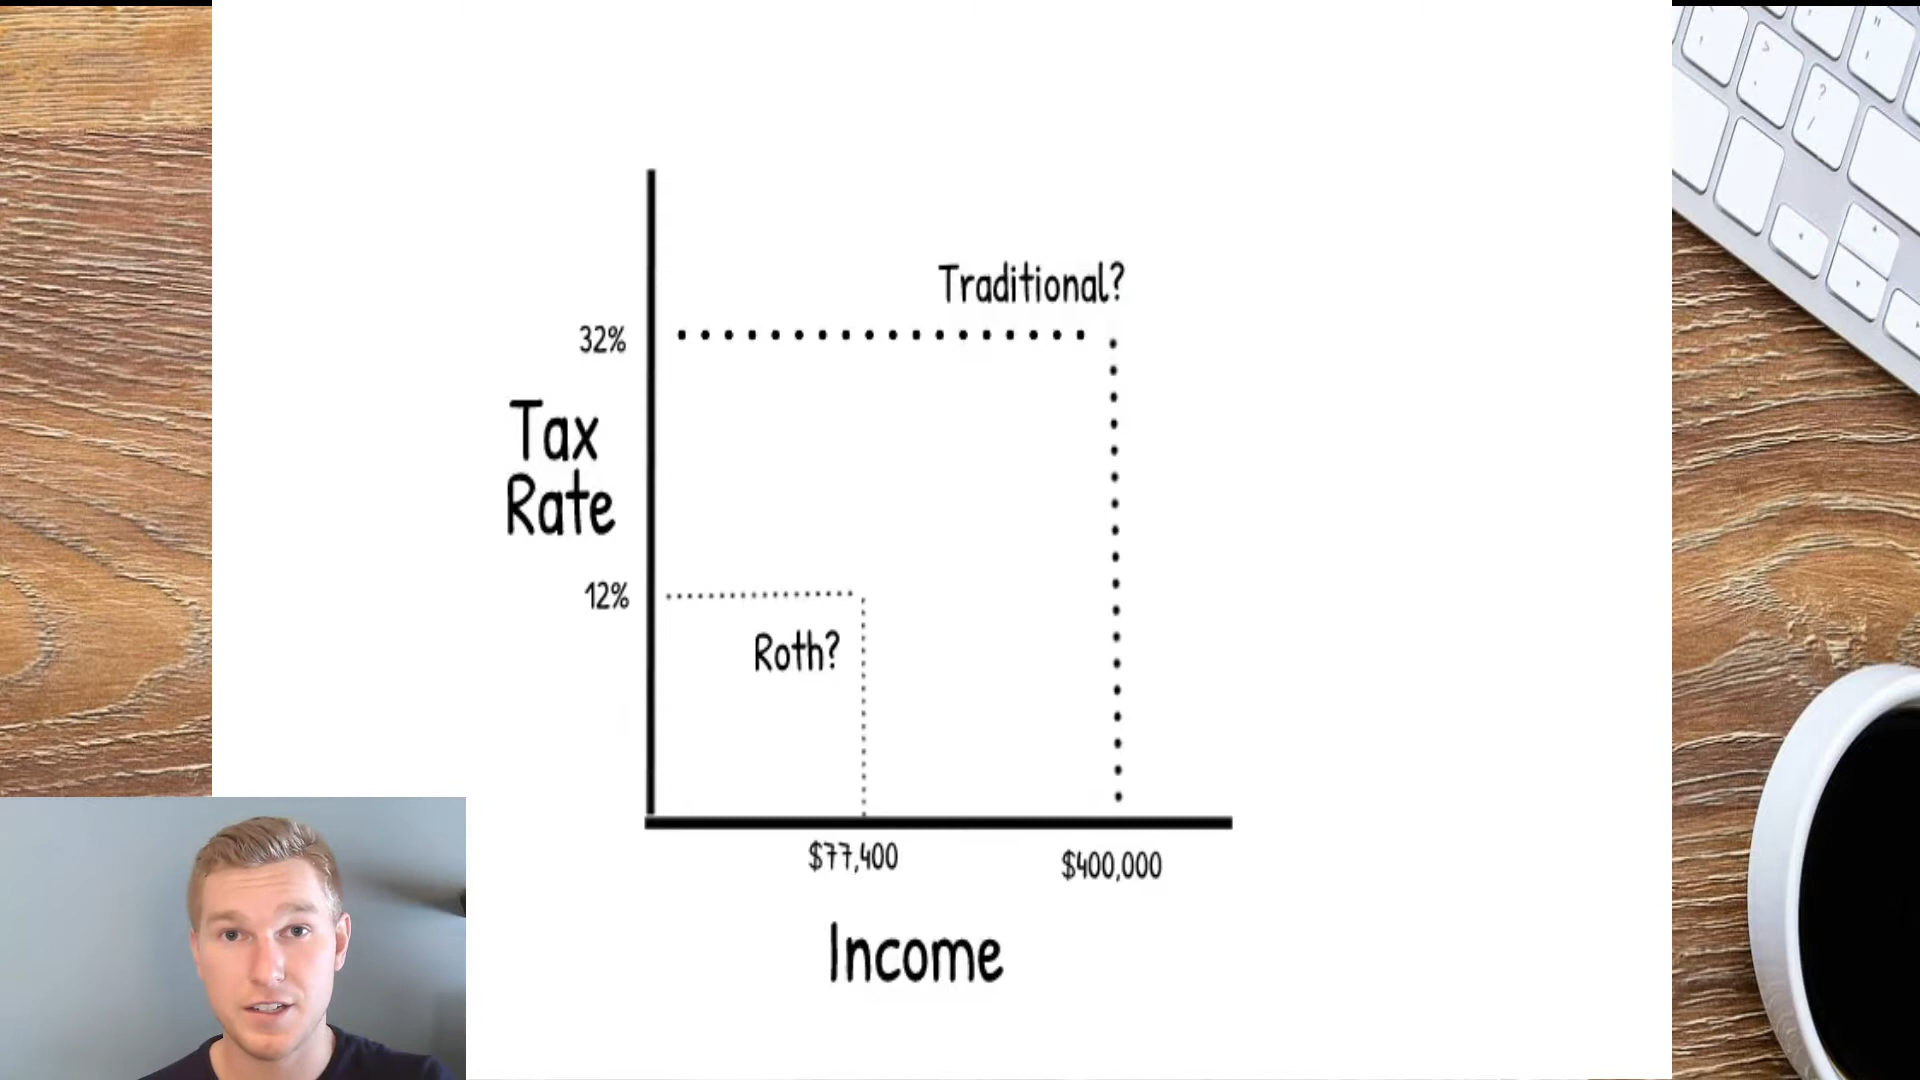 Traditional?
32%
Tax
Rate
12%
Roth?
$77,400
$400,000
Income